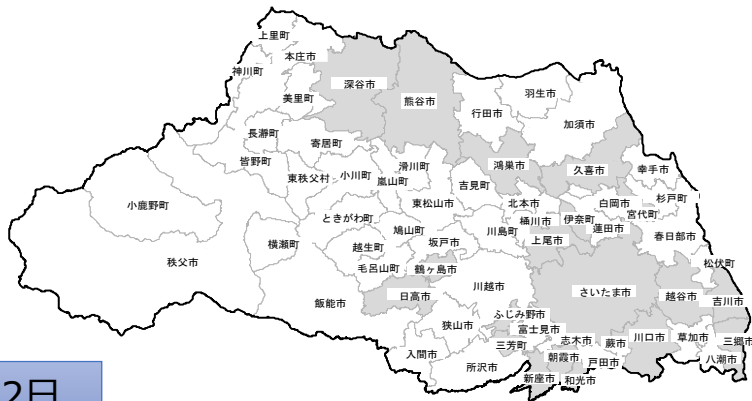 上里町
本庄市
神川町
深谷市
美里町
熊谷市
羽生市
行田市
加須市
長瀞町
寄居町
皆野町
滑川町
鴻巣市
久喜市
幸手市
東秩父村
小川町
嵐山町
吉見町
杉戸町
小鹿野町
東松山市
北本市
白岡市
宮代町
ときがわ町
桶川市
伊奈町
蓮田市
鳩山町
川島町
春日部市
横瀬町
越生町
坂戸市
上尾市
松伏町
秩父市
毛呂山町
鶴ヶ島市
川越市
日高市
さいたま市
越谷市
吉川市
飯能市
ふじみ野市
狭山市
富士見市
三芳町
志木市
蕨市
川口市
草加市
三郷市
入間市
所沢市
朝霞市
戸田市
八潮市
新座市
和光市
2日